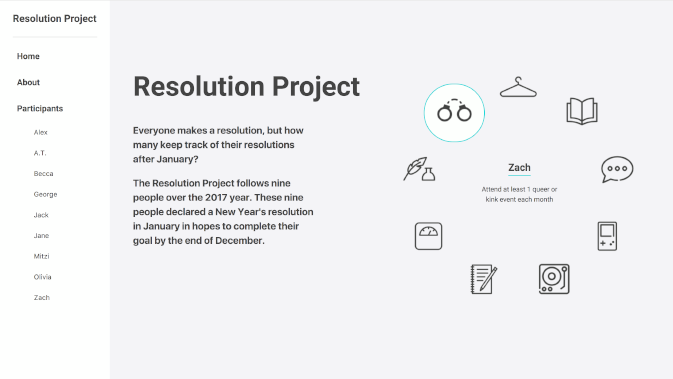 Resolution Project
Home
About
Participants
Alex
A.T.
Becca
George
Jack
Jane
Mitzi
Olivia
Zach
Resolution Project
Everyone makes a resolution, but how
many keep track of their resolutions
after January?
The Resolution Project follows nine
people over the 2017 year. These nine
people declared a New Year's resolution
in January in hopes to complete their
goal by the end of December.
Zach
Attend at least 1 queer or
kink event each month